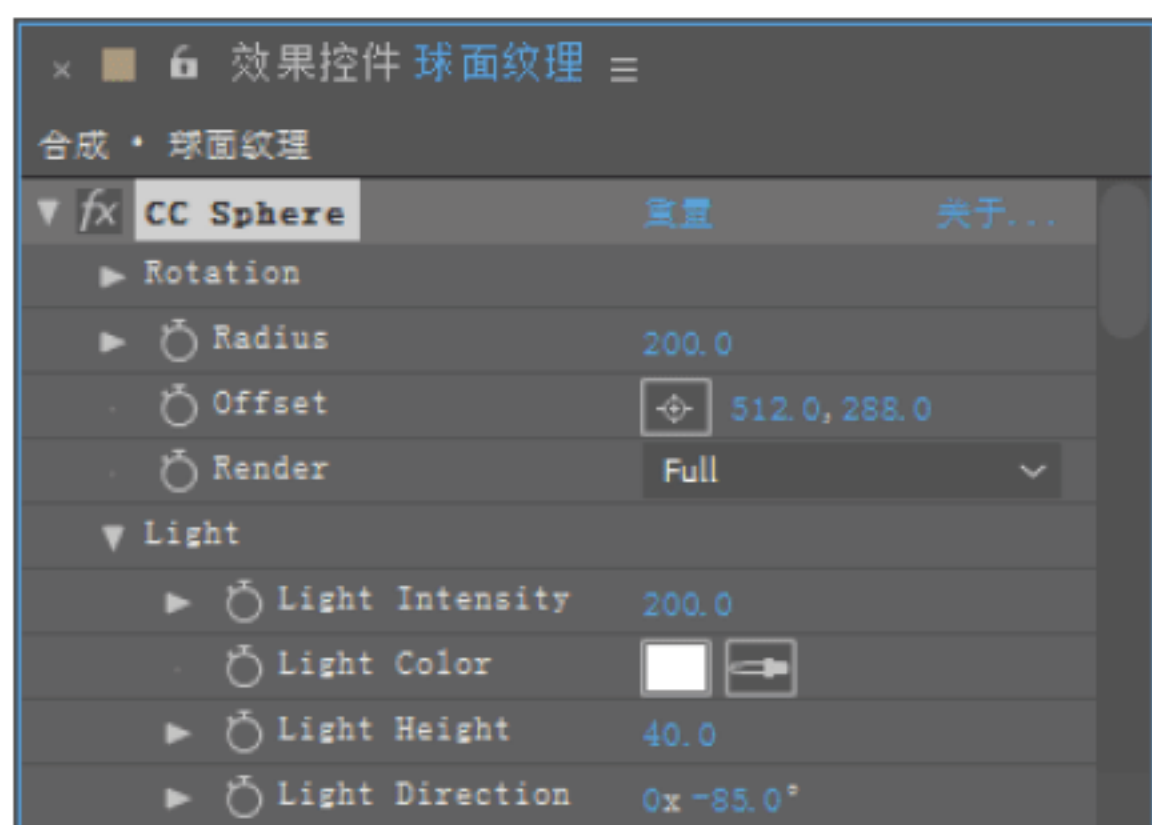 效果控件 球面纹理
合成 • 球面纹理
fx CC Sphere 重置 关于...
Rotation
Radius 200.0
Offset 512.0, 288.0
Render Full
Light
Light Intensity 200.0
Light Color
Light Height 40.0
Light Direction 0x -85.0°